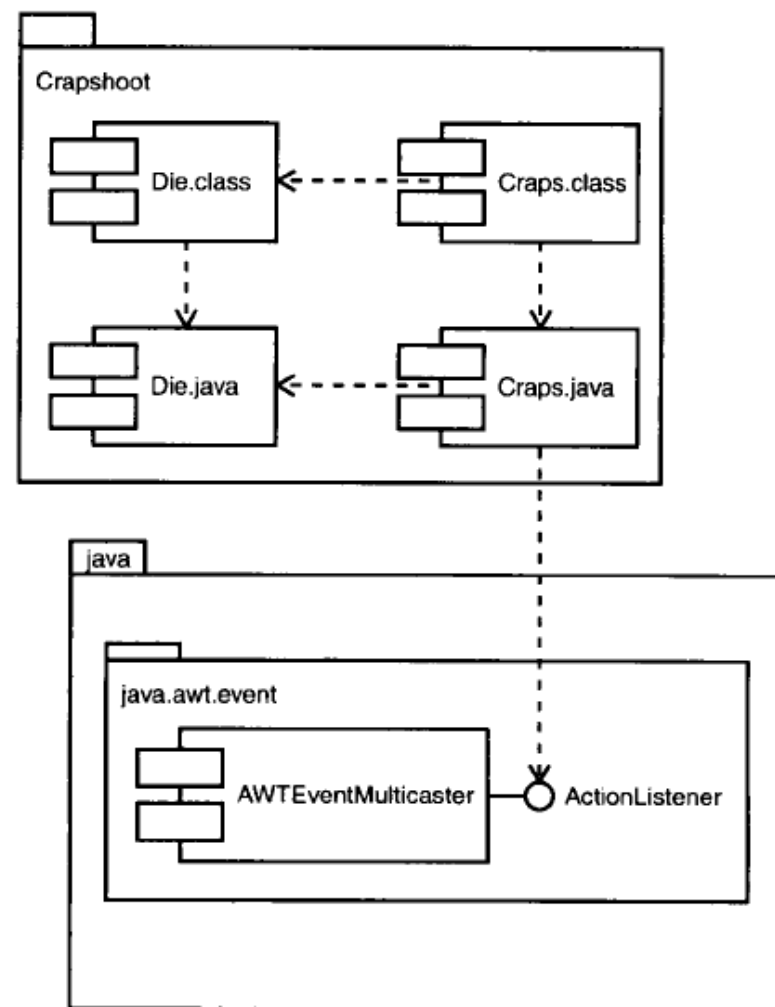 Crapshoot
Die.class
Craps.class
Die.java
Craps.java
java
java.awt.event
AWTEventMulticaster
ActionListener